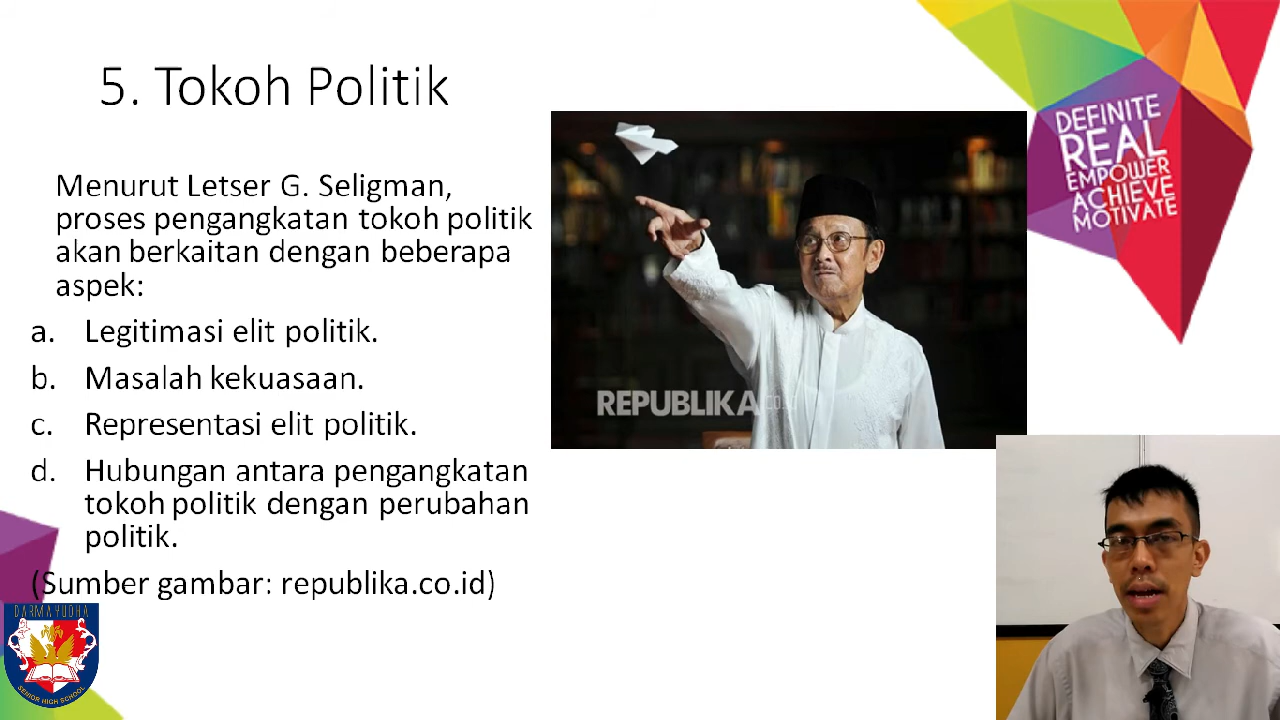 5. Tokoh Politik
Menurut Letser G. Seligman,
proses pengangkatan tokoh politik
akan berkaitan dengan beberapa
aspek:
a. Legitimasi elit politik.
b. Masalah kekuasaan.
c. Representasi elit politik.
d. Hubungan antara pengangkatan
tokoh politik dengan perubahan
politik.
(Sumber gambar: republika.co.id)
REPUBLIKA.co.id
DEFINITE
REAL
EMPOWER
ACHIEVE
MOTIVATE
DARMA YUDHA
SENIOR HIGH SCHOOL